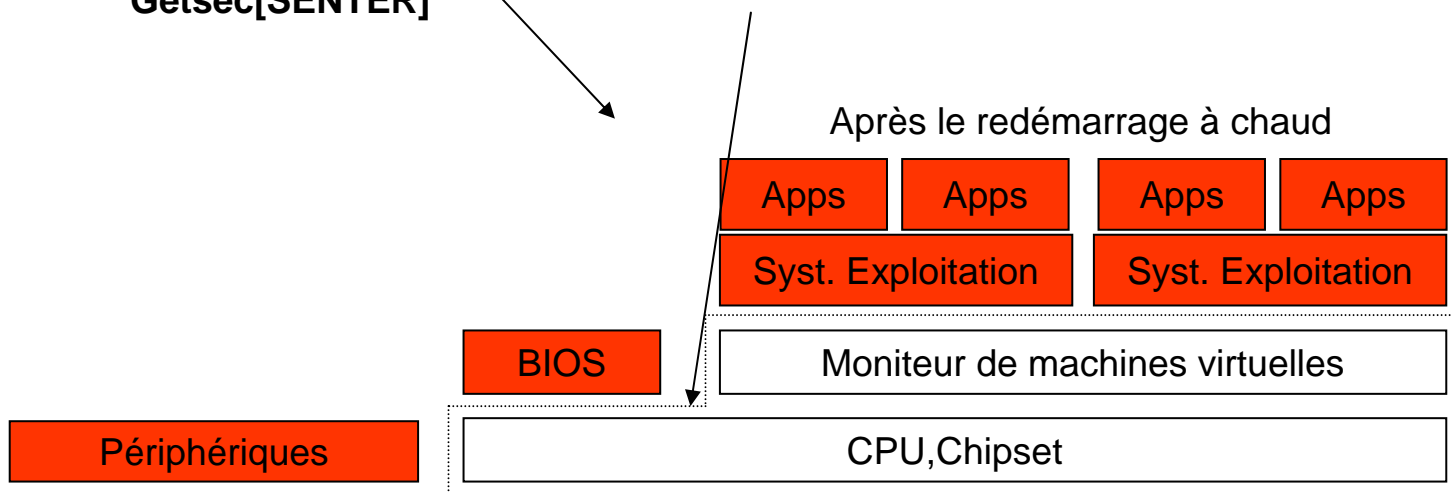 Getsec[SENTER]
Après le redémarrage à chaud
Apps Apps Apps Apps
Syst. Exploitation Syst. Exploitation
BIOS Moniteur de machines virtuelles
Périphériques CPU,Chipset